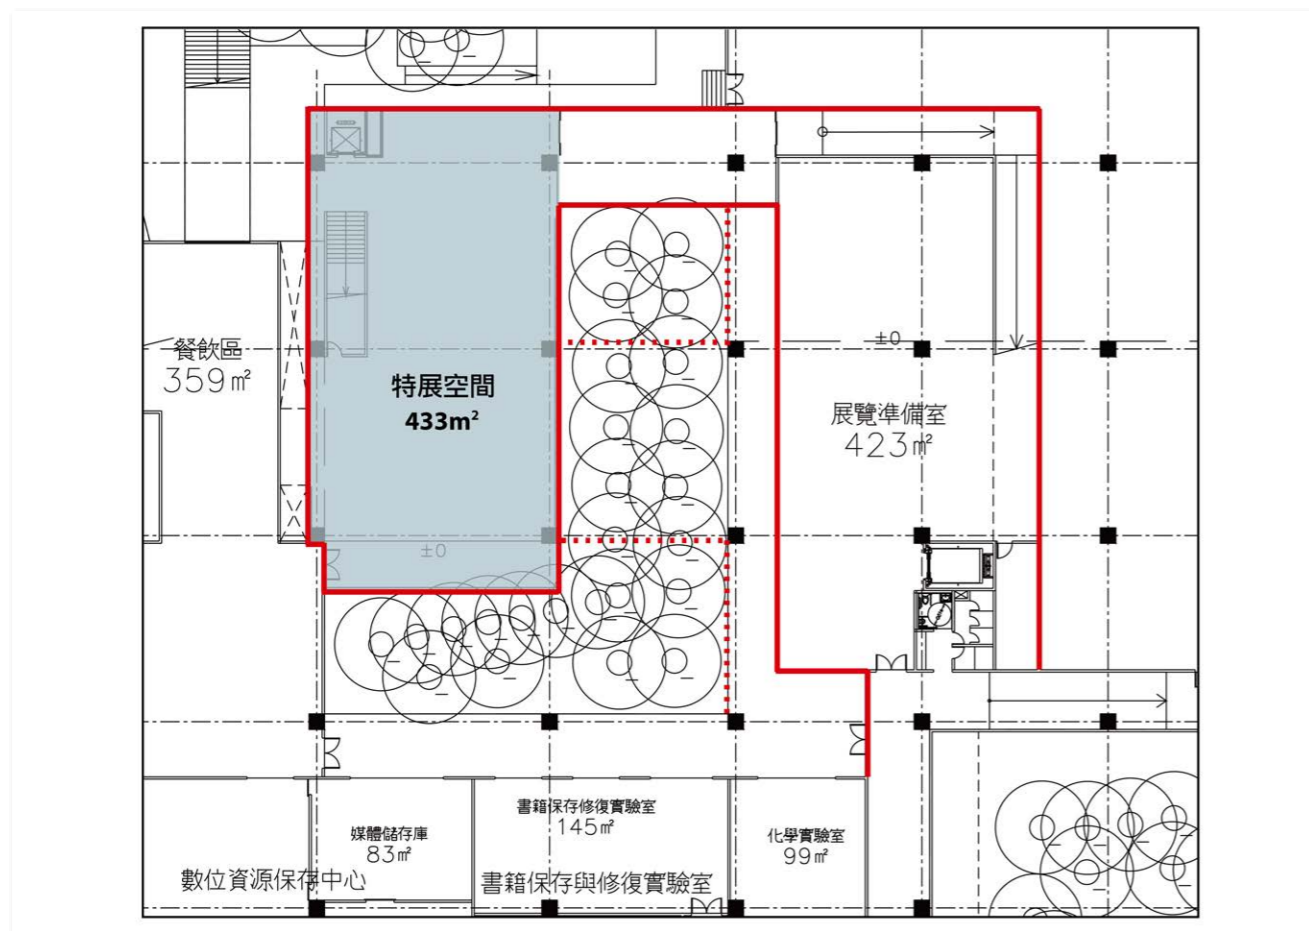 餐飲區
359㎡
特展空間
433m²
±0
±0
展覽準備室
423㎡
媒體儲存庫
83㎡
書籍保存修復實驗室
145㎡
化學實驗室
99㎡
數位資源保存中心
書籍保存與修復實驗室